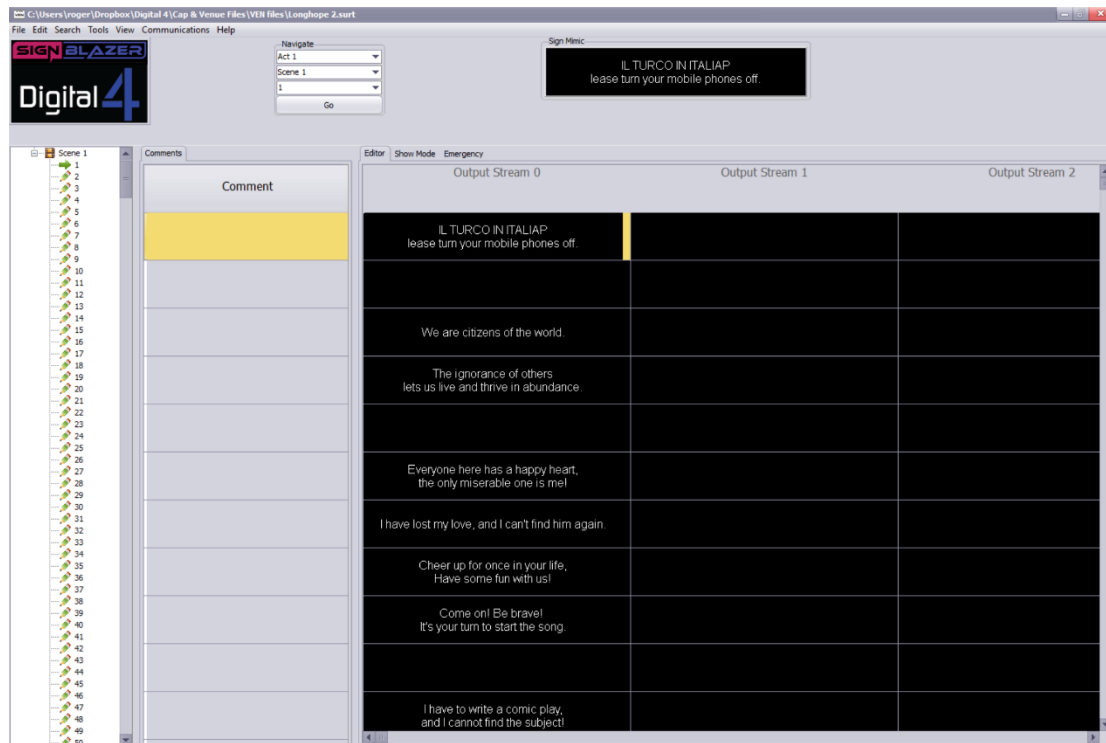 C:\Users\roger\Dropbox\Digital 4\Cap & Venue Files\VEN files\Longhope 2.surt
File Edit Search Tools View Communications Help
SIGN BLAZER
Digital 4
Navigate
Act 1
Scene 1
1
Go
Sign Mimic
IL TURCO IN ITALIAP
lease turn your mobile phones off.
Scene 1
1
2
3
4
5
6
7
8
9
10
11
12
13
14
15
16
17
18
19
20
21
22
23
24
25
26
27
28
29
30
31
32
33
34
35
36
37
38
39
40
41
42
43
44
45
46
47
48
49
50
Comments
Comment
Editor Show Mode Emergency
Output Stream 0 Output Stream 1 Output Stream 2
IL TURCO IN ITALIAP
lease turn your mobile phones off.
We are citizens of the world.
The ignorance of others
lets us live and thrive in abundance.
Everyone here has a happy heart,
the only miserable one is me!
I have lost my love, and I can't find him again.
Cheer up for once in your life,
Have some fun with us!
Come on! Be brave!
It's your turn to start the song.
I have to write a comic play,
and I cannot find the subject!